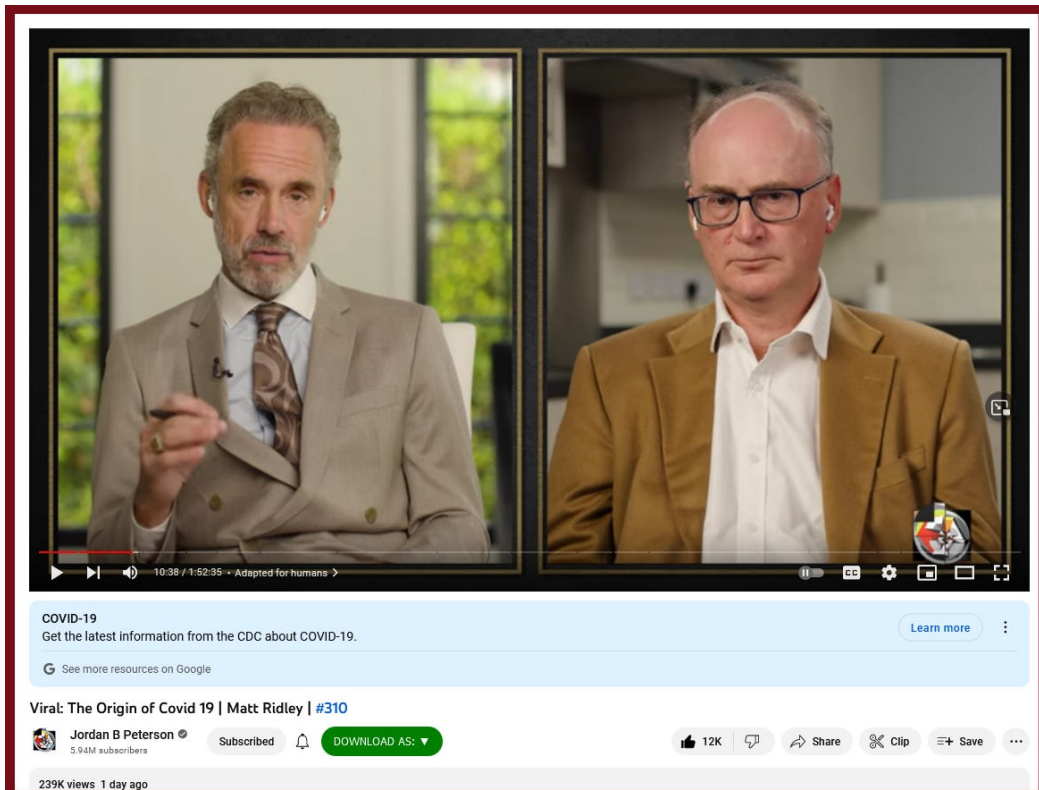 10:38 / 1:52:35 • Adapted for humans >
CC
COVID-19
Get the latest information from the CDC about COVID-19.
Learn more
G See more resources on Google
Viral: The Origin of Covid 19 | Matt Ridley | #310
Jordan B Peterson
5.94M subscribers
Subscribed
DOWNLOAD AS: ▼
12K
Share
Clip
Save
239K views 1 day ago